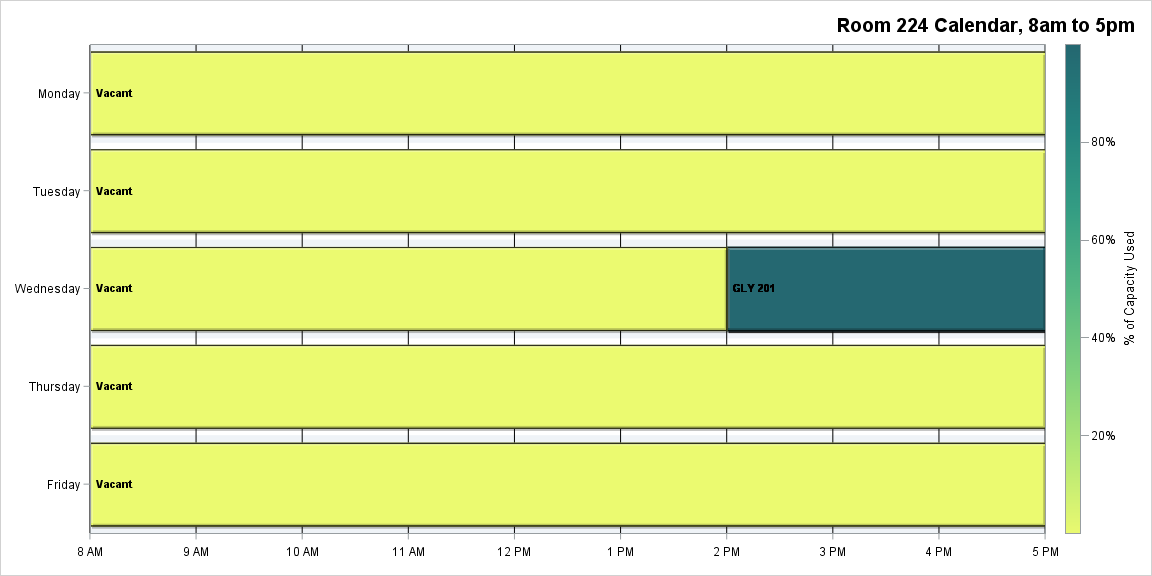 Room 224 Calendar, 8am to 5pm
Monday
Vacant
Tuesday
Vacant
Wednesday
Vacant
GLY 201
Thursday
Vacant
Friday
Vacant
8 AM 9 AM 10 AM 11 AM 12 PM 1 PM 2 PM 3 PM 4 PM 5 PM
80%
60%
40%
20%
% of Capacity Used